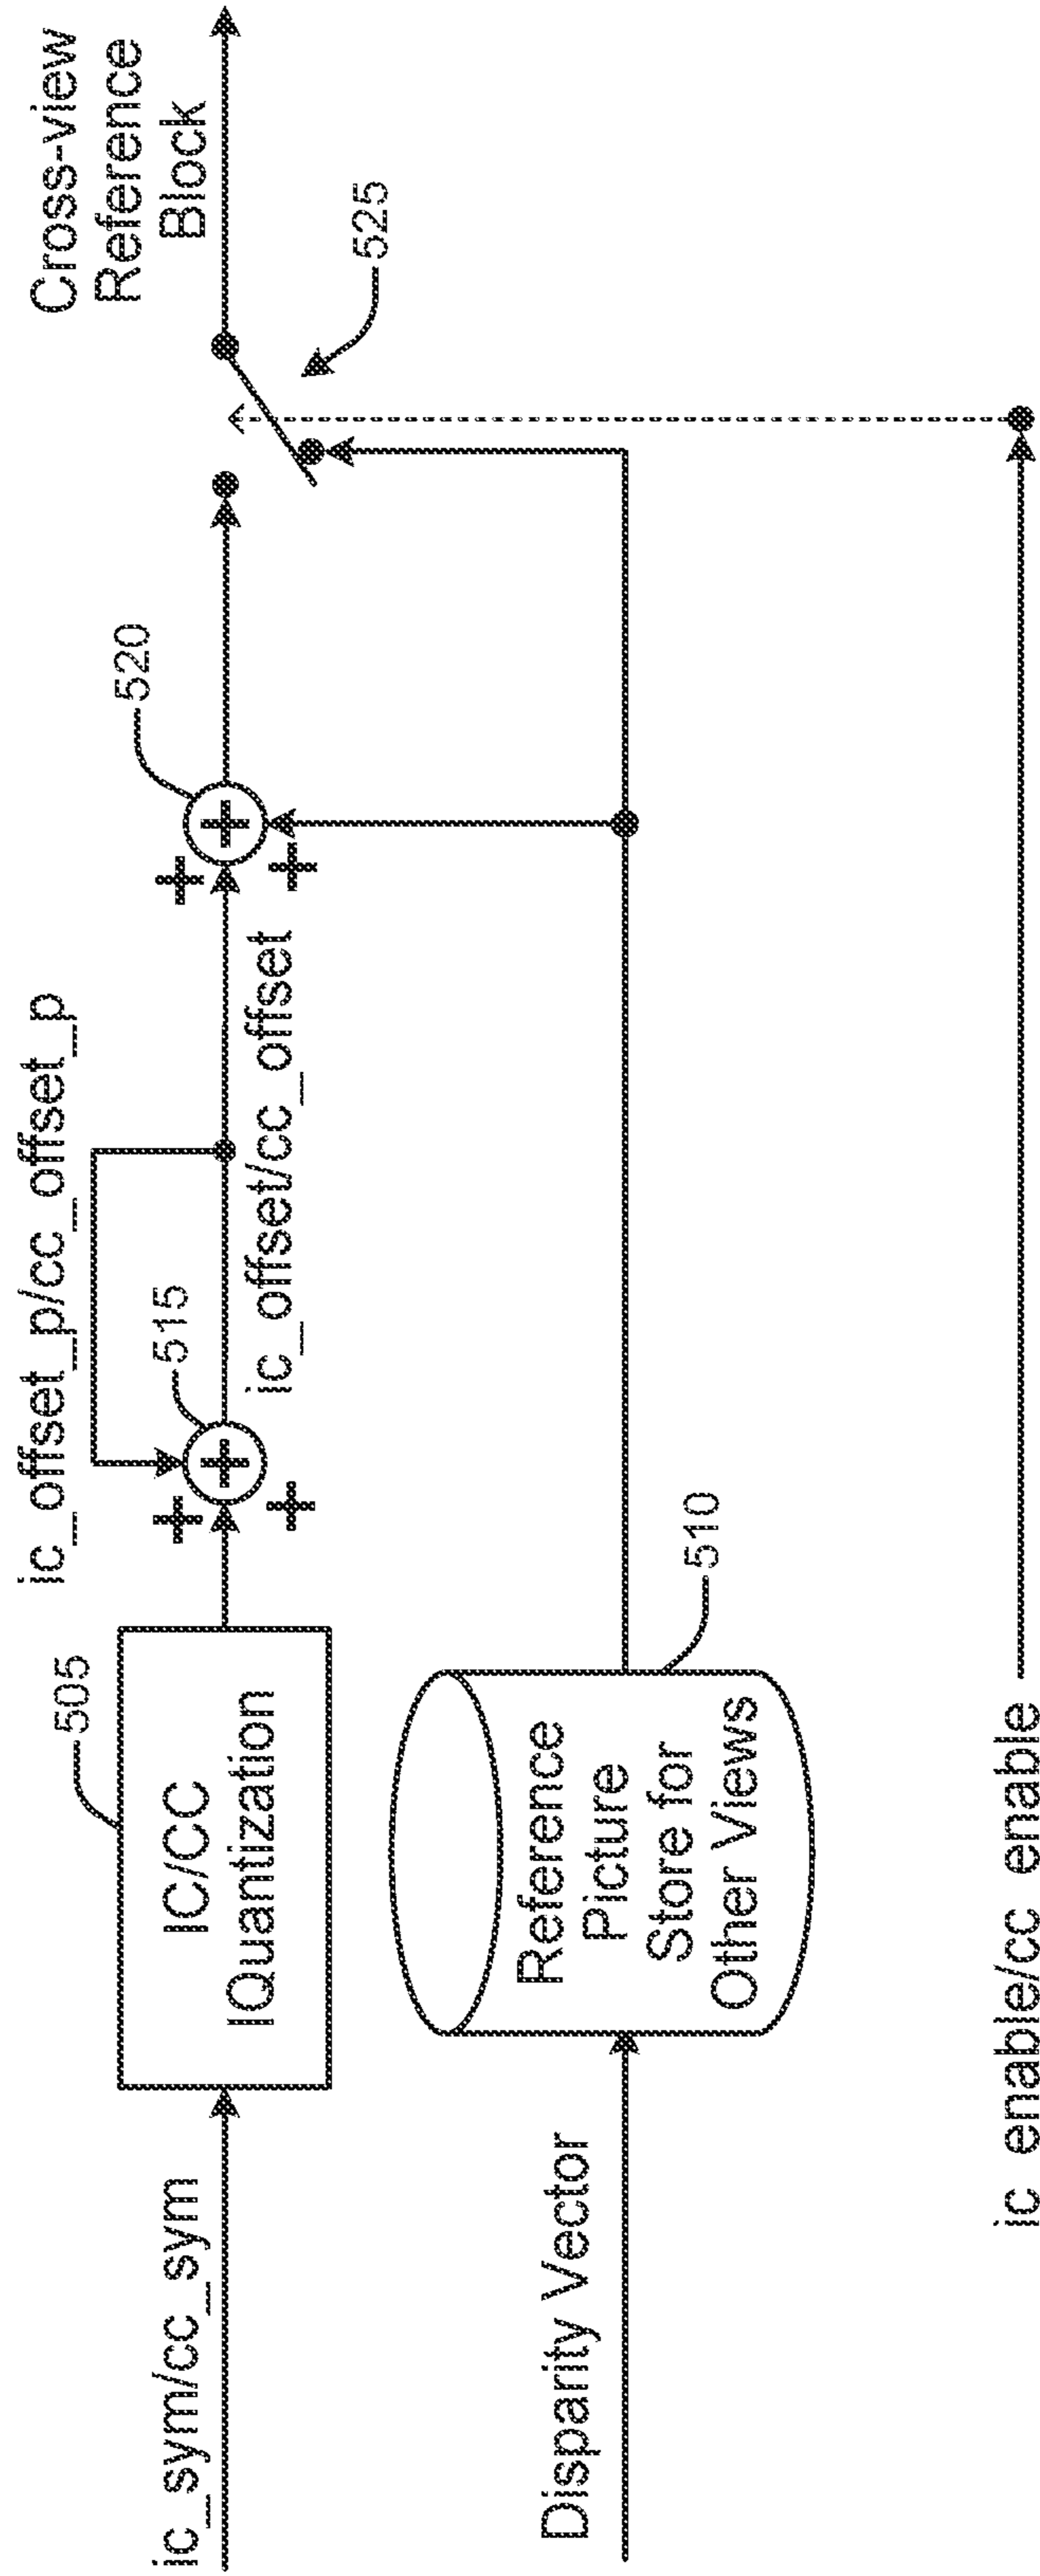 ic_sym/cc_sym
505
IC/CC
IQuantization
ic_offset_p/cc_offset_p
515
+
+
+
ic_offset/cc_offset
520
+
+
+
Cross-view
Reference
Block
525
Disparity Vector
Reference
Picture
Store for
Other Views
510
ic enable/cc enable